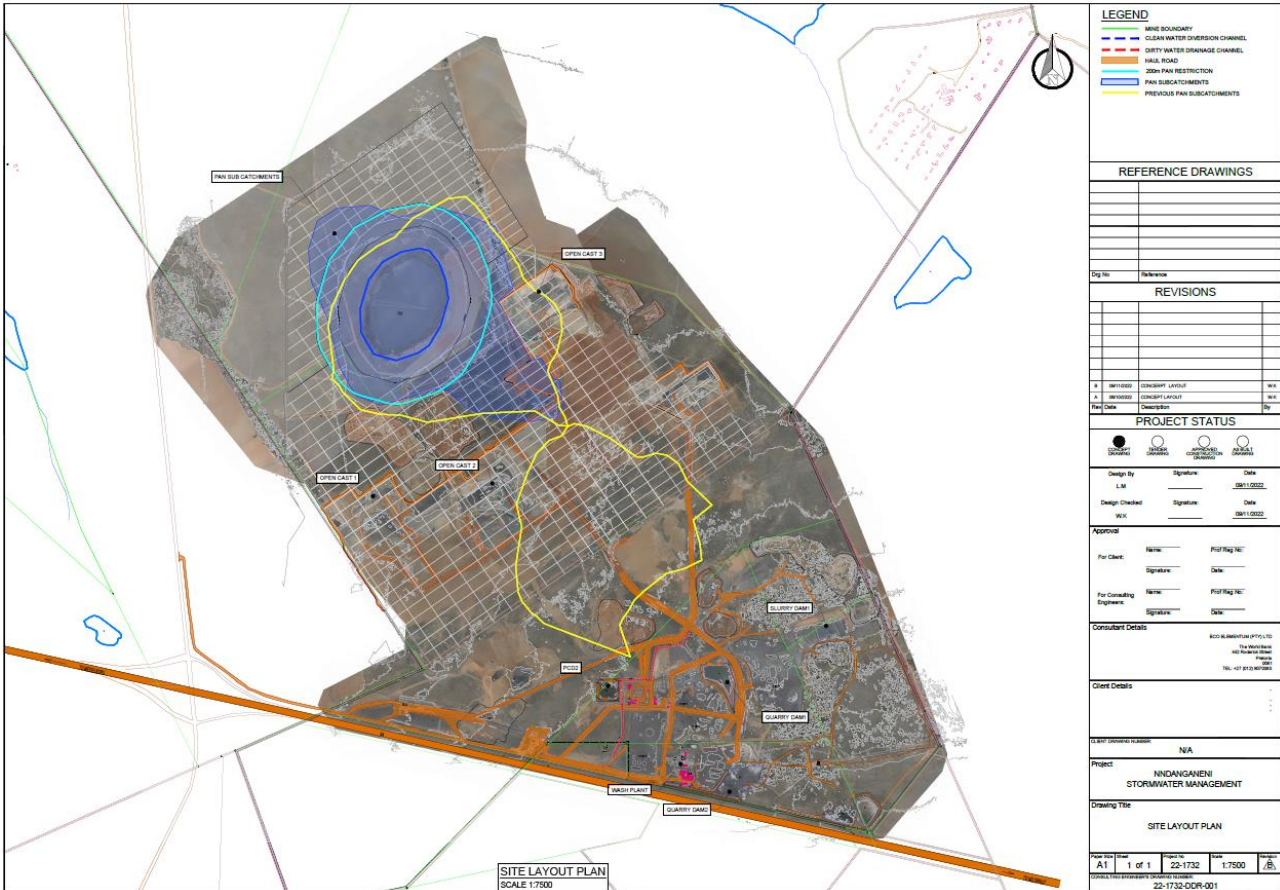 LEGEND
MINE BOUNDARY
CLEAN WATER DIVERSION CHANNEL
DIRTY WATER DRAINAGE CHANNEL
HAUL ROAD
200m PAN RESTRICTION
PAN SUBCATCHMENTS
PREVIOUS PAN SUBCATCHMENTS
N
PAN SUB CATCHMENTS
OPEN CAST 3
OPEN CAST 2
OPEN CAST 1
SLURRY DAM1
PCD2
QUARRY DAM1
WASH PLANT
QUARRY DAM2
SITE LAYOUT PLAN
SCALE 1:7500
REFERENCE DRAWINGS
Drg No Reference
REVISIONS
B CONCEPT LAYOUT W.K
A CONCEPT LAYOUT W.K
Rev Date Description By
PROJECT STATUS
CONCEPT DRAWING
TENDER DRAWING
APPROVED CONSTRUCTION DRAWING
AS BUILT DRAWING
Design By Signature: Date
L.M 09/11/2022
Design Checked Signature: Date
W.K 09/11/2022
Approval
For Client: Name: Prof Reg No:
Signature: Date:
For Consulting Engineers: Name: Prof Reg No:
Signature: Date:
Consultant Details
ECO ELEMENTUM (PTY) LTD
Client Details
CLIENT DRAWING NUMBER
N/A
Project
NNDANGANENI
STORMWATER MANAGEMENT
Drawing Title
SITE LAYOUT PLAN
Paper Size Sheet Project No Scale Revision
A1 1 of 1 22-1732 1:7500 B
CONSULTING ENGINEER'S DRAWING NUMBER
22-1732-DDR-001